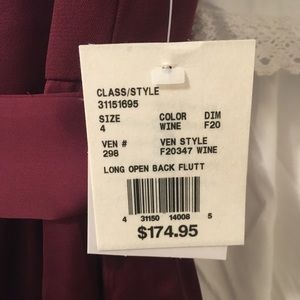 CLASS/STYLE
31151695
SIZE COLOR DIM
4 WINE F20
VEN # VEN STYLE
298 F20347 WINE
LONG OPEN BACK FLUTT
4 31150 14008 5
$174.95